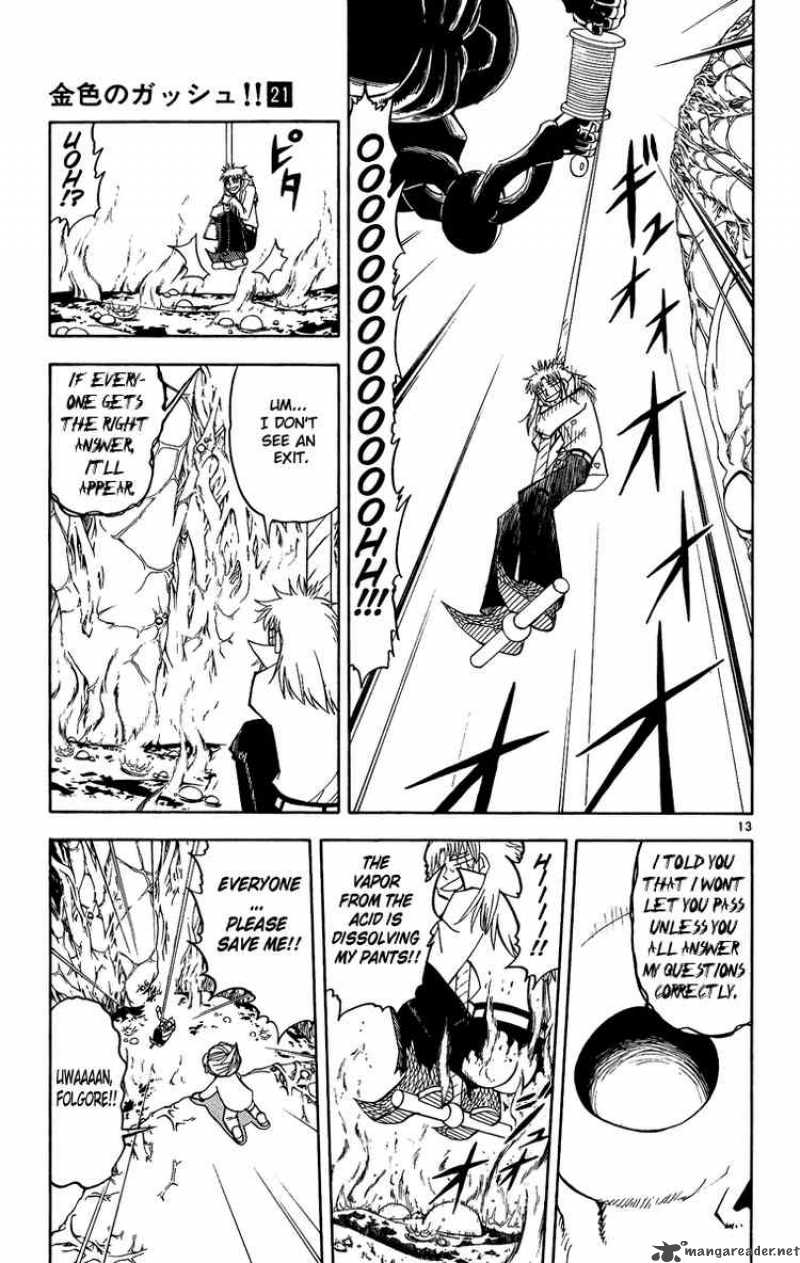 OOOOOOOOOOOOOOOHH!!!
ギュ
オオオオ
金色のガッシュ!! 21
UOH!?
ピタ
UM...
I DON'T
SEE AN
EXIT.
IF EVERY-
ONE GETS
THE RIGHT
ANSWER,
IT'LL
APPEAR.
13
I TOLD YOU
THAT I WONT
LET YOU PASS
UNLESS YOU
ALL ANSWER
MY QUESTIONS
CORRECTLY.
THE
VAPOR
FROM THE
ACID IS
DISSOLVING
MY PANTS!!
EVERYONE
...
PLEASE
SAVE ME!!
UWAAAAN,
FOLGORE!!
mangareader.net